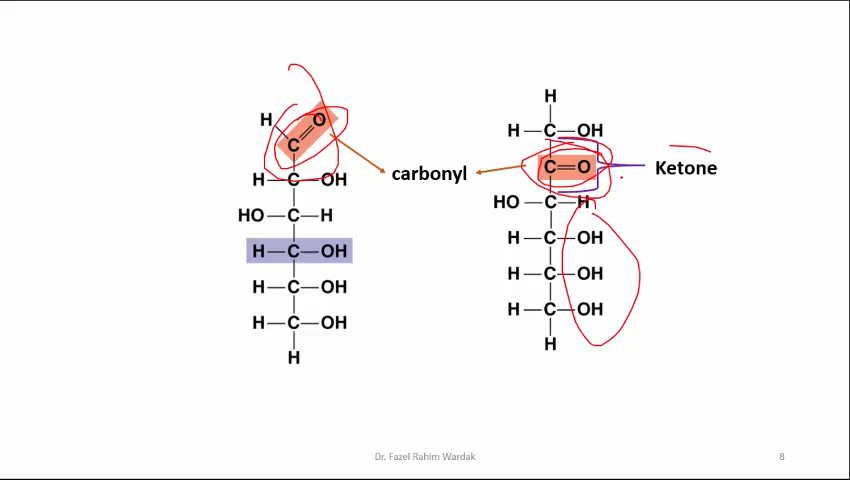 H O
C
H C OH
HO C H
H C OH
H C OH
H C OH
H
carbonyl
H
H C OH
C O
HO C H
H C OH
H C OH
H C OH
H
Ketone
Dr. Fazel Rahim Wardak
8